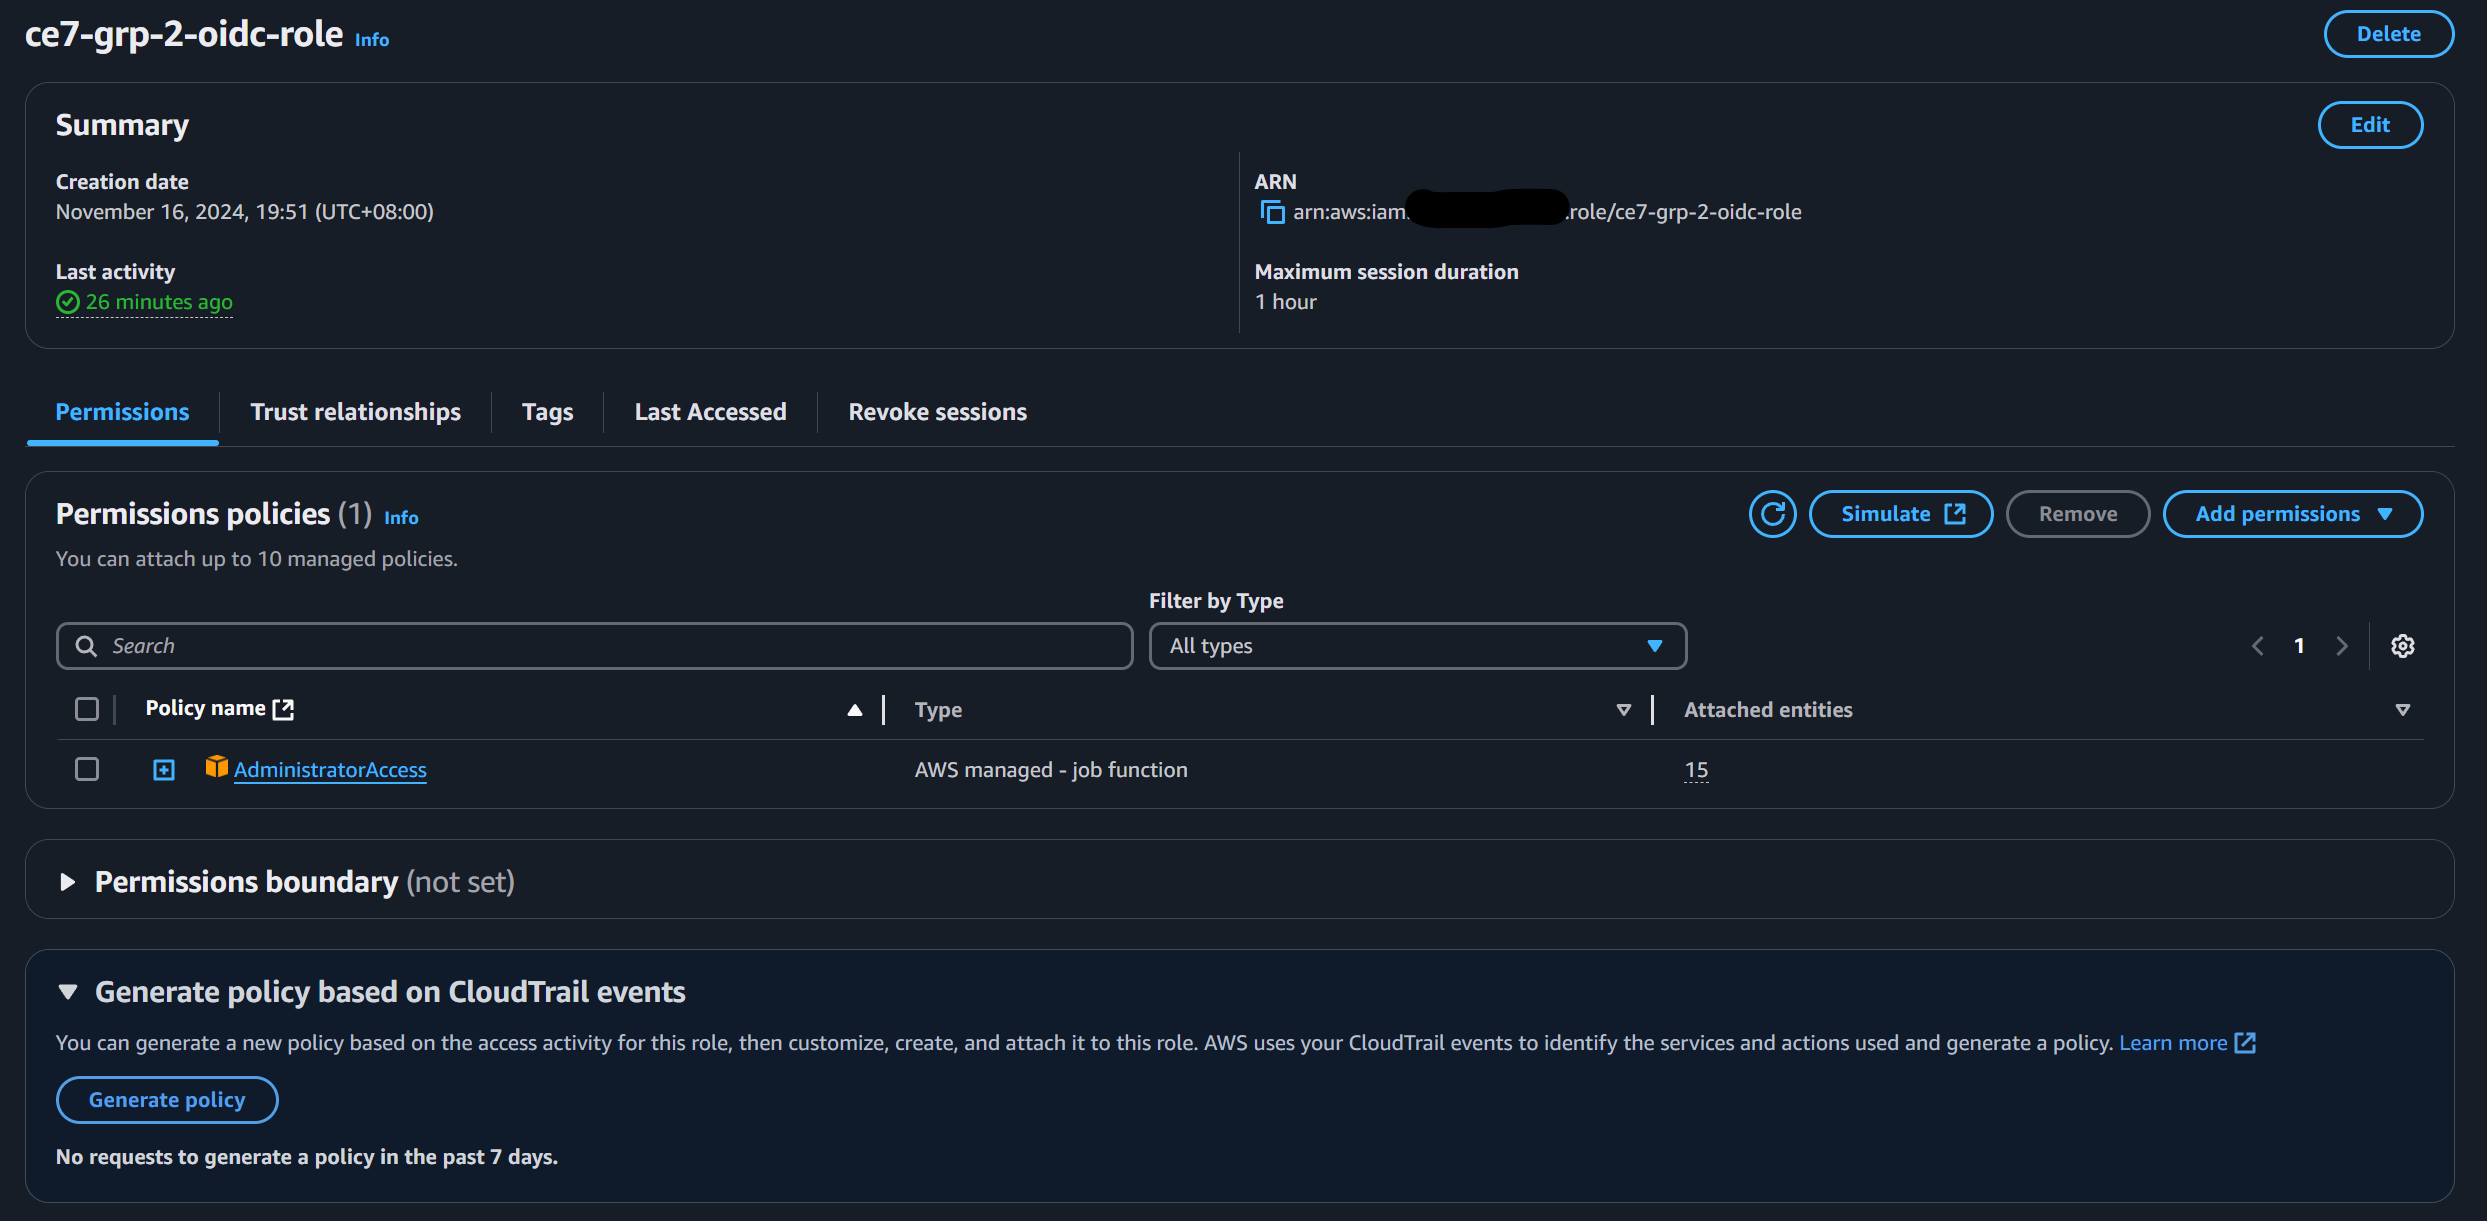 ce7-grp-2-oidc-role Info
Delete
Summary
Edit
Creation date
November 16, 2024, 19:51 (UTC+08:00)
ARN
arn:aws:iam: :role/ce7-grp-2-oidc-role
Last activity
26 minutes ago
Maximum session duration
1 hour
Permissions
Trust relationships
Tags
Last Accessed
Revoke sessions
Permissions policies (1) Info
Simulate
Remove
Add permissions
You can attach up to 10 managed policies.
Filter by Type
Search
All types
1
Policy name
Type
Attached entities
AdministratorAccess
AWS managed - job function
15
Permissions boundary (not set)
Generate policy based on CloudTrail events
You can generate a new policy based on the access activity for this role, then customize, create, and attach it to this role. AWS uses your CloudTrail events to identify the services and actions used and generate a policy. Learn more
Generate policy
No requests to generate a policy in the past 7 days.